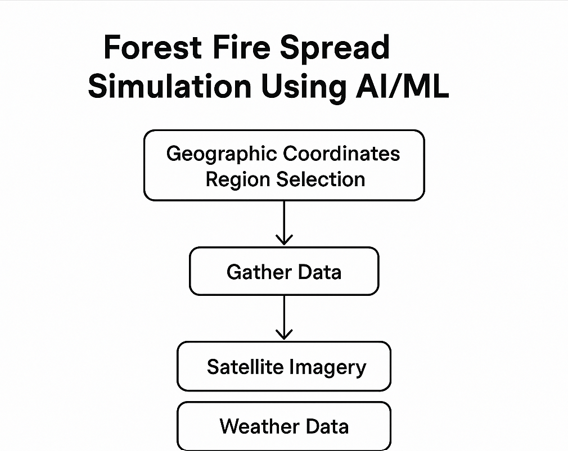 Forest Fire Spread
Simulation Using AI/ML
Geographic Coordinates
Region Selection
Gather Data
Satellite Imagery
Weather Data